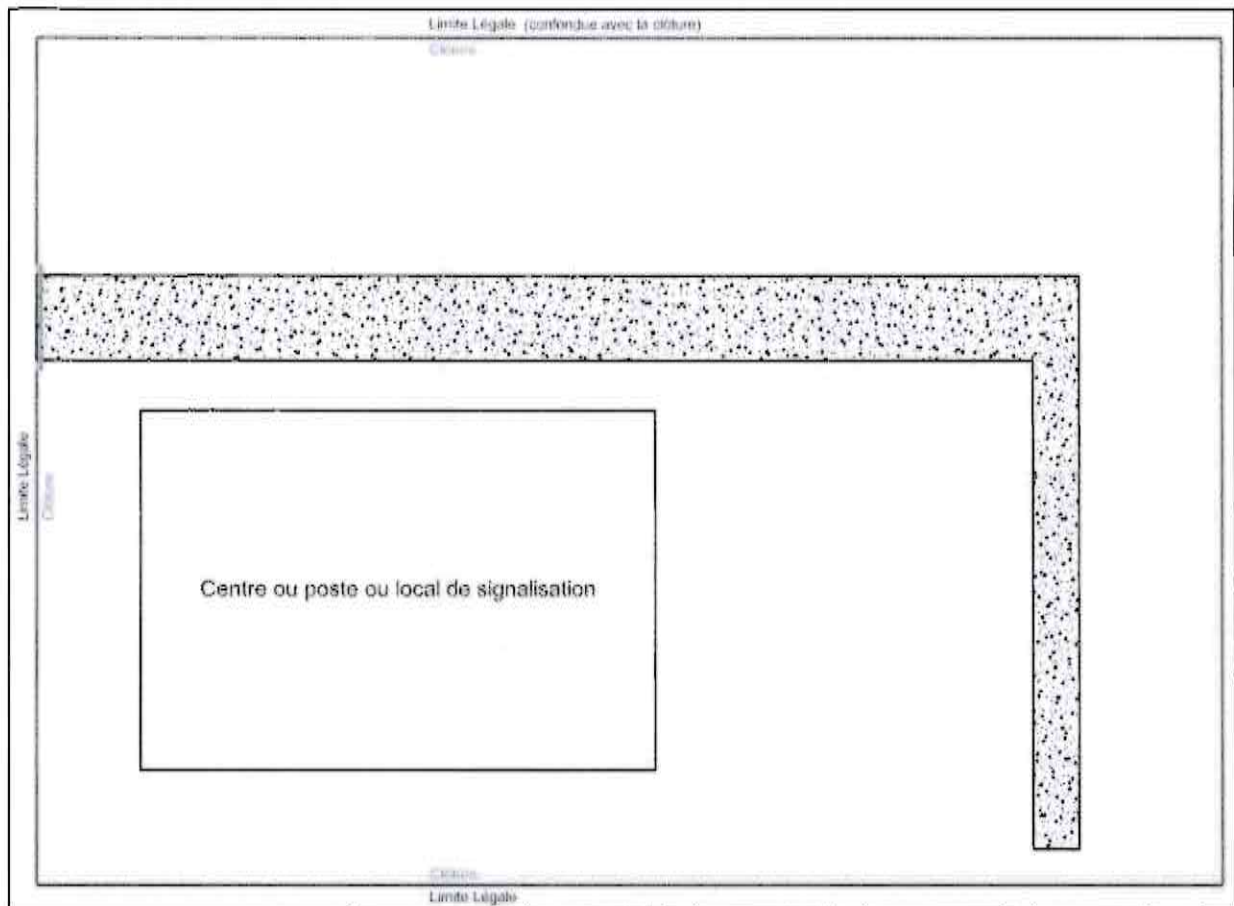 Limite Légale (confondue avec la clôture)
Clôture
Limite Légale
Clôture
Centre ou poste ou local de signalisation
Clôture
Limite Légale